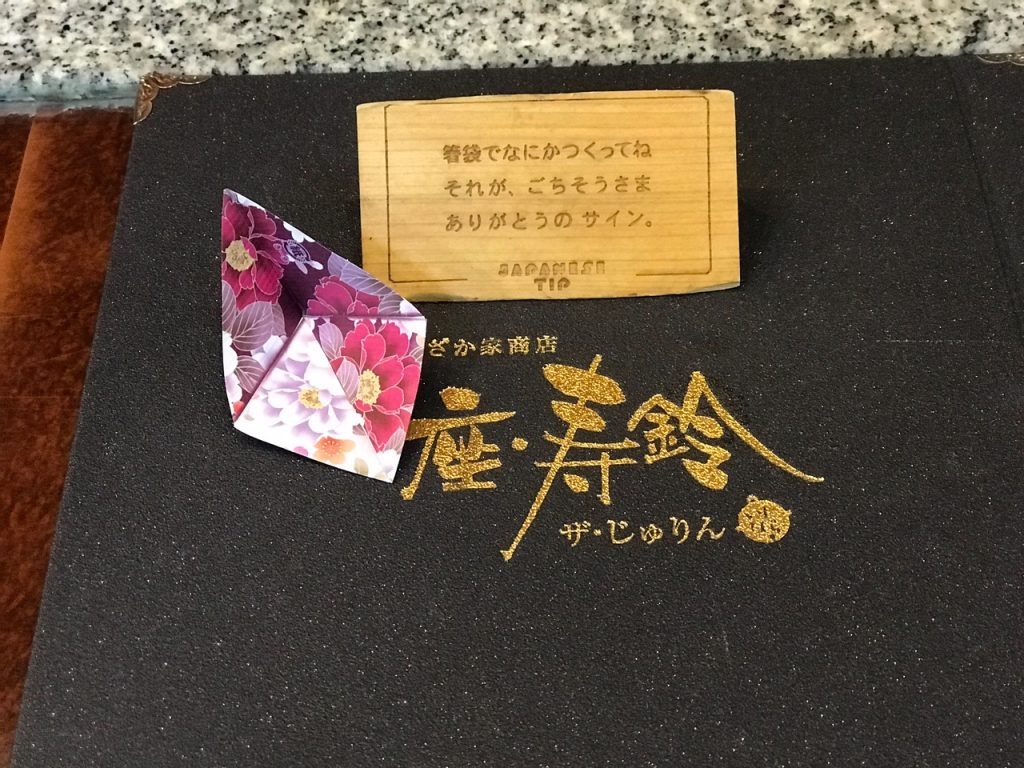 箸袋でなにかつくってね
それが、ごちそうさま
ありがとうの サイン。
JAPANESE
TIP
ざか家商店
座・寿鈴
ザ・じゅりん